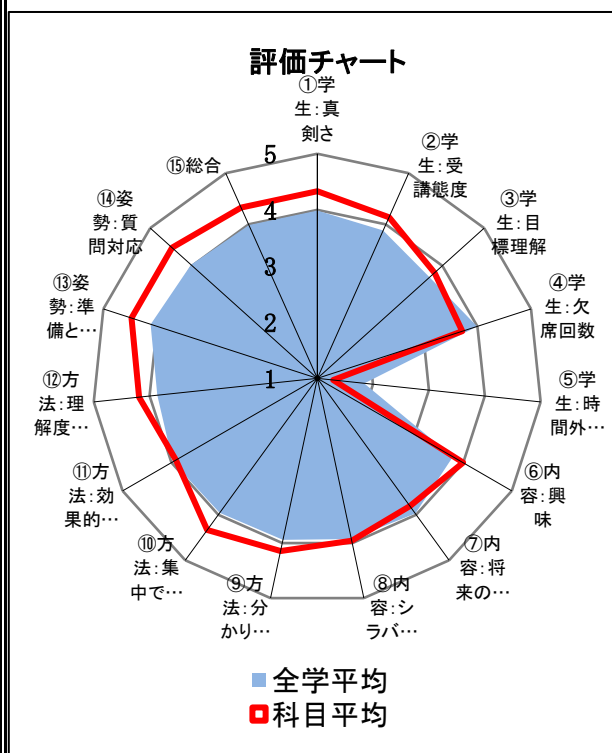 評価チャート
①学
生:真
剣さ
②学
生:受
講態度
③学
生:目
標理解
④学
生:欠
席回数
⑤学
生:時
間外…
⑥内
容:興
味
⑦内
容:将
来の…
⑧内
容:シ
ラバ…
⑨方
法:分
かり…
⑩方
法:集
中で…
⑪方
法:効
果的…
⑫方
法:理
解度…
⑬姿
勢:準
備と…
⑭姿
勢:質
問対応
⑮総合
5
4
3
2
1
全学平均
科目平均